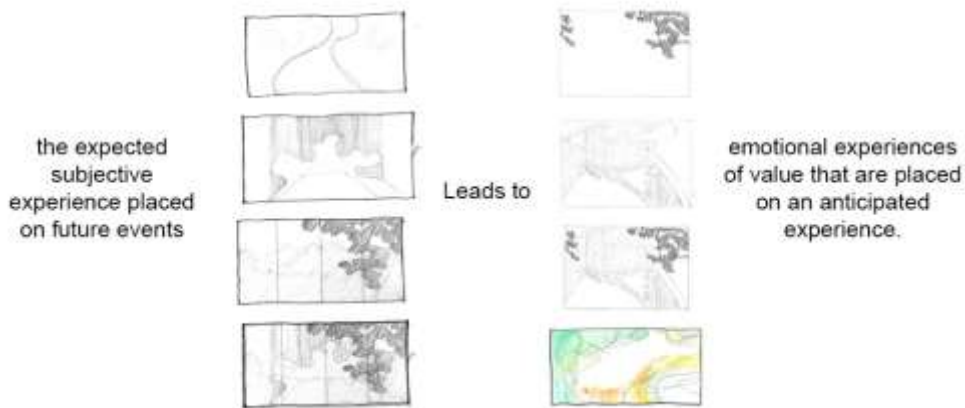 the expected
subjective
experience placed
on future events
Leads to
emotional experiences
of value that are placed
on an anticipated
experience.